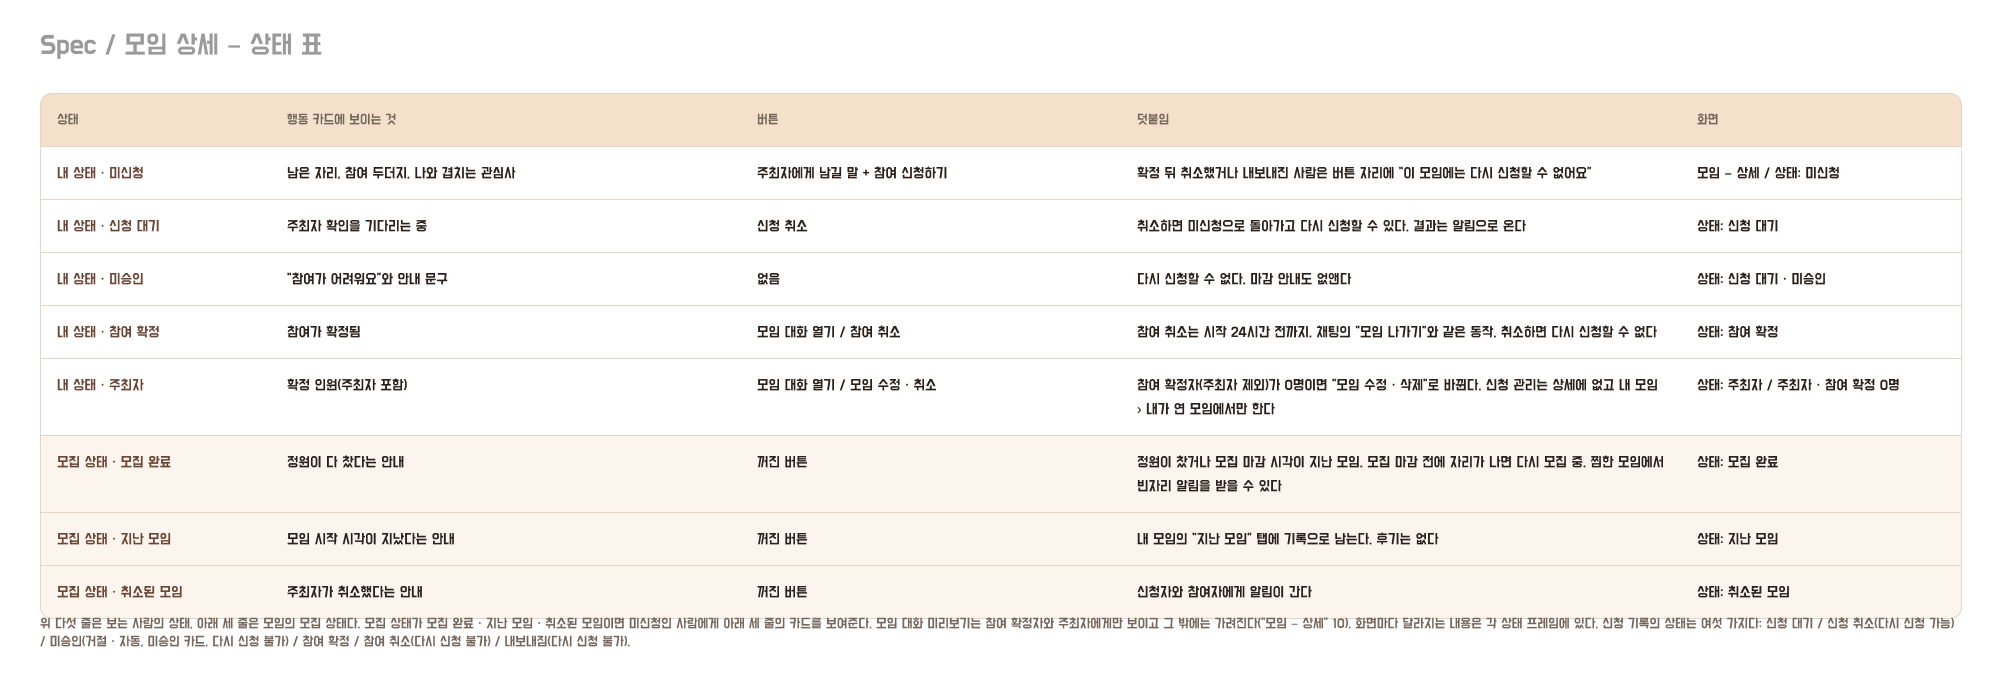 Spec / 모임 상세 – 상태 표
상태 행동 카드에 보이는 것 버튼 덧붙임 화면
내 상태 · 미신청 남은 자리, 참여 두더지, 나와 겹치는 관심사 주최자에게 남길 말 + 참여 신청하기 확정 뒤 취소했거나 내보내진 사람은 버튼 자리에 "이 모임에는 다시 신청할 수 없어요" 모임 – 상세 / 상태: 미신청
내 상태 · 신청 대기 주최자 확인을 기다리는 중 신청 취소 취소하면 미신청으로 돌아가고 다시 신청할 수 있다. 결과는 알림으로 온다 상태: 신청 대기
내 상태 · 미승인 "참여가 어려워요"와 안내 문구 없음 다시 신청할 수 없다. 마감 안내도 없앤다 상태: 신청 대기 · 미승인
내 상태 · 참여 확정 참여가 확정됨 모임 대화 열기 / 참여 취소 참여 취소는 시작 24시간 전까지. 채팅의 "모임 나가기"와 같은 동작. 취소하면 다시 신청할 수 없다 상태: 참여 확정
내 상태 · 주최자 확정 인원(주최자 포함) 모임 대화 열기 / 모임 수정 · 취소 참여 확정자(주최자 제외)가 0명이면 "모임 수정 · 삭제"로 바뀐다. 신청 관리는 상세에 없고 내 모임 상태: 주최자 / 주최자 · 참여 확정 0명
› 내가 연 모임에서만 한다
모집 상태 · 모집 완료 정원이 다 찼다는 안내 꺼진 버튼 정원이 찼거나 모집 마감 시각이 지난 모임. 모집 마감 전에 자리가 나면 다시 모집 중. 찜한 모임에서 상태: 모집 완료
빈자리 알림을 받을 수 있다
모집 상태 · 지난 모임 모임 시작 시각이 지났다는 안내 꺼진 버튼 내 모임의 "지난 모임" 탭에 기록으로 남는다. 후기는 없다 상태: 지난 모임
모집 상태 · 취소된 모임 주최자가 취소했다는 안내 꺼진 버튼 신청자와 참여자에게 알림이 간다 상태: 취소된 모임
위 다섯 줄은 보는 사람의 상태, 아래 세 줄은 모임의 모집 상태다. 모집 상태가 모집 완료 · 지난 모임 · 취소된 모임이면 미신청인 사람에게 아래 세 줄의 카드를 보여준다. 모임 대화 미리보기는 참여 확정자와 주최자에게만 보이고 그 밖에는 가려진다("모임 – 상세" 10). 화면마다 달라지는 내용은 각 상태 프레임에 있다. 신청 기록의 상태는 여섯 가지다: 신청 대기 / 신청 취소(다시 신청 가능)
/ 미승인(거절 · 자동, 미승인 카드, 다시 신청 불가) / 참여 확정 / 참여 취소(다시 신청 불가) / 내보내짐(다시 신청 불가).